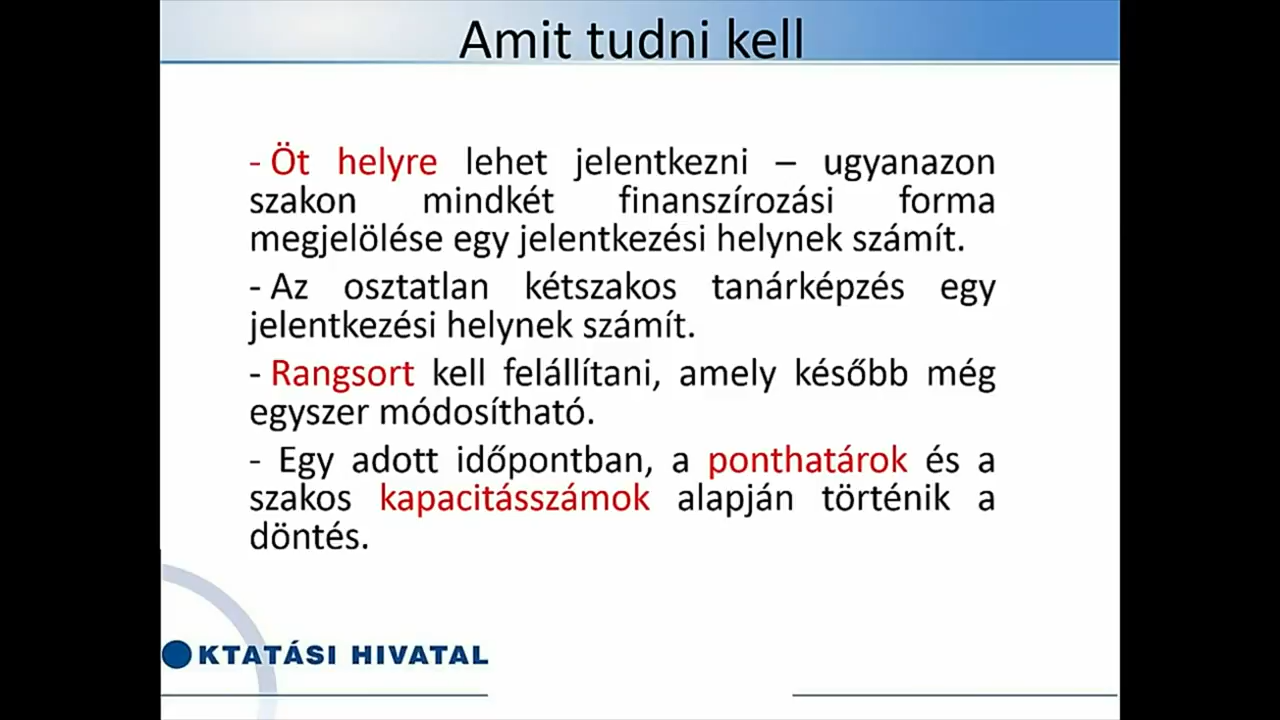 Amit tudni kell
- Öt helyre lehet jelentkezni – ugyanazon
szakon mindkét finanszírozási forma
megjelölése egy jelentkezési helynek számít.
- Az osztatlan kétszakos tanárképzés egy
jelentkezési helynek számít.
- Rangsort kell felállítani, amely később még
egyszer módosítható.
- Egy adott időpontban, a ponthatárok és a
szakos kapacitásszámok alapján történik a
döntés.
OKTATÁSI HIVATAL